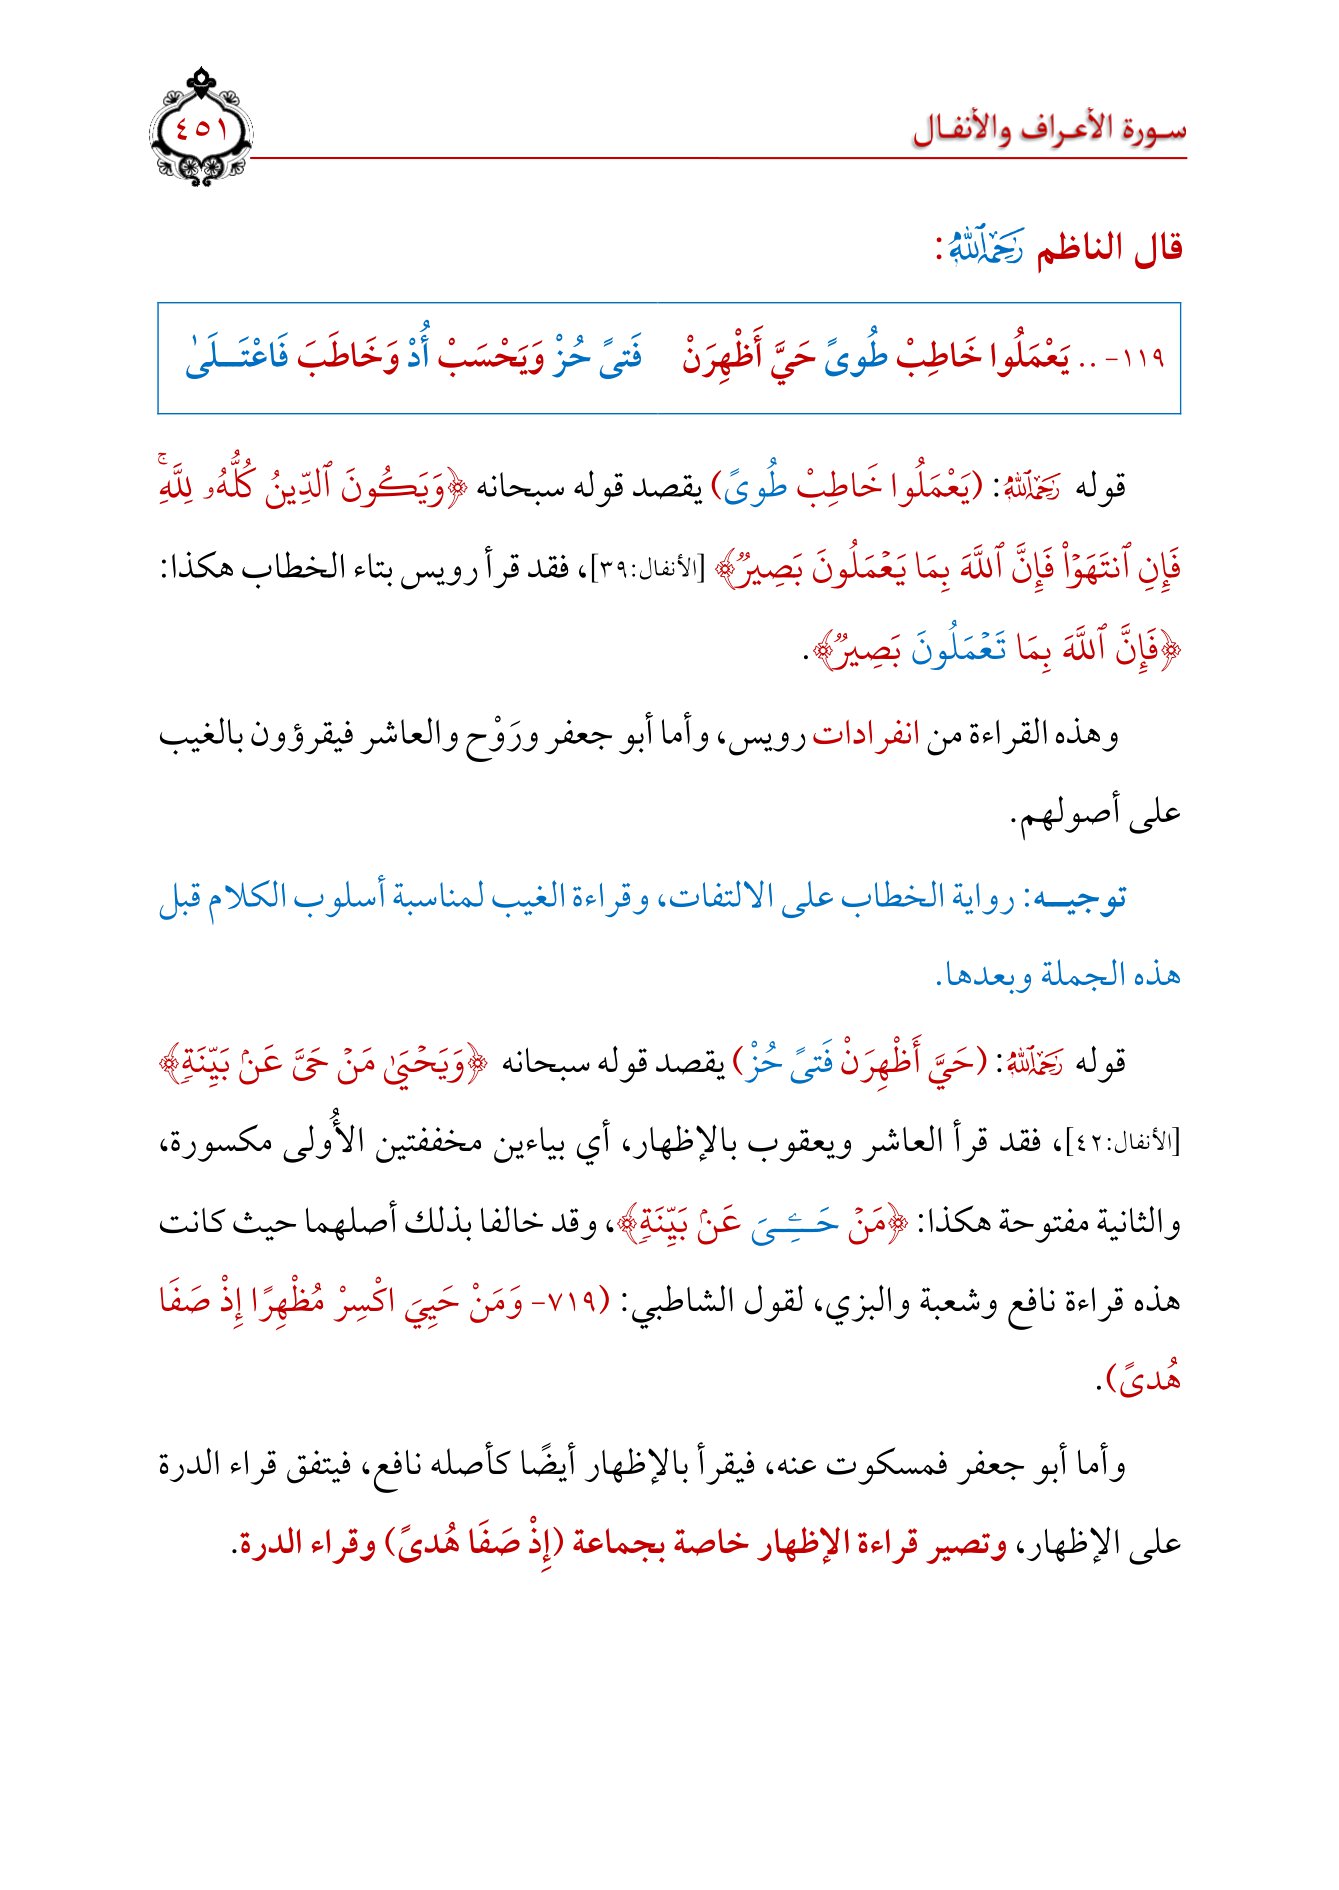 سورة الأعراف والأنفال
٤٥١
قال الناظم رَحِمَهُ ٱللَّهُ:
١١٩- .. يَعْمَلُوا خَاطِبْ طُوىً حَيَّ أَظْهِرَنْ فَتىً حُزْ وَيَحْسَبْ أُدْ وَخَاطَبَ فَاعْتَلَىٰ
قوله رَحِمَهُ ٱللَّهُ: (يَعْمَلُوا خَاطِبْ طُوىً) يقصد قوله سبحانه ﴿وَيَكُونَ ٱلدِّينُ كُلُّهُۥ لِلَّهِۚ
فَإِنِ ٱنتَهَوۡاْ فَإِنَّ ٱللَّهَ بِمَا يَعۡمَلُونَ بَصِيرٞ﴾ [الأنفال:٣٩]، فقد قرأ رويس بتاء الخطاب هكذا:
﴿فَإِنَّ ٱللَّهَ بِمَا تَعۡمَلُونَ بَصِيرٞ﴾.
وهذه القراءة من انفرادات رويس، وأما أبو جعفر ورَوْح والعاشر فيقرؤون بالغيب
على أصولهم.
توجيـــه: رواية الخطاب على الالتفات، وقراءة الغيب لمناسبة أسلوب الكلام قبل
هذه الجملة وبعدها.
قوله رَحِمَهُ ٱللَّهُ: (حَيَّ أَظْهِرَنْ فَتىً حُزْ) يقصد قوله سبحانه ﴿وَيَحۡيَىٰ مَنۡ حَيَّ عَنۢ بَيِّنَةٖ﴾
[الأنفال:٤٢]، فقد قرأ العاشر ويعقوب بالإظهار، أي بياءين مخففتين الأُولى مكسورة،
والثانية مفتوحة هكذا: ﴿مَنۡ حَــِۧــيَ عَنۢ بَيِّنَةٖ﴾، وقد خالفا بذلك أصلهما حيث كانت
هذه قراءة نافع وشعبة والبزي، لقول الشاطبي: (٧١٩- وَمَنْ حَيِيَ اكْسِرْ مُظْهِرًا إِذْ صَفَا
هُدىً).
وأما أبو جعفر فمسكوت عنه، فيقرأ بالإظهار أيضًا كأصله نافع، فيتفق قراء الدرة
على الإظهار، وتصير قراءة الإظهار خاصة بجماعة (إِذْ صَفَا هُدىً) وقراء الدرة.